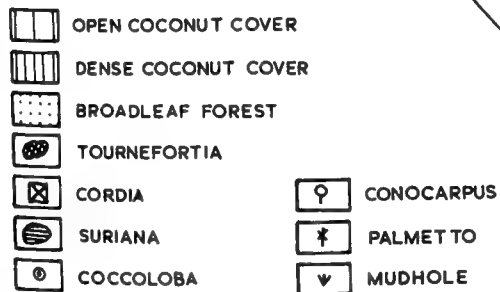 OPEN COCONUT COVER
DENSE COCONUT COVER
BROADLEAF FOREST
TOURNEFORTIA
CORDIA
SURIANA
COCCOLOBA
CONOCARPUS
PALMETTO
MUDHOLE